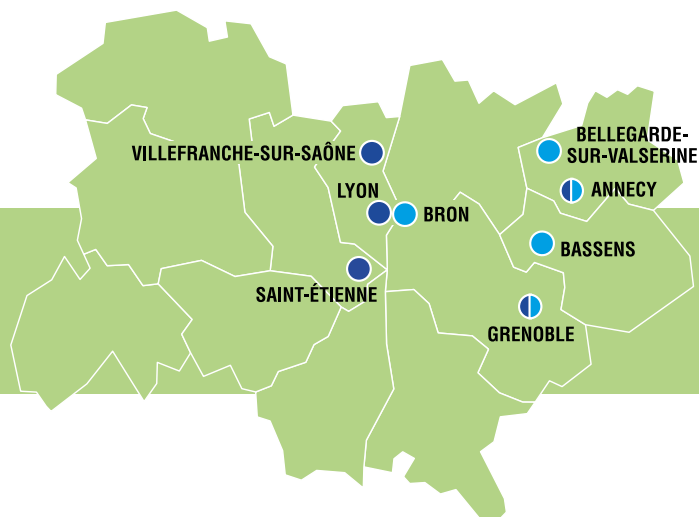 VILLEFRANCHE-SUR-SAÔNE
BELLEGARDE-
SUR-VALSERINE
LYON
ANNECY
BRON
BASSENS
SAINT-ÉTIENNE
GRENOBLE